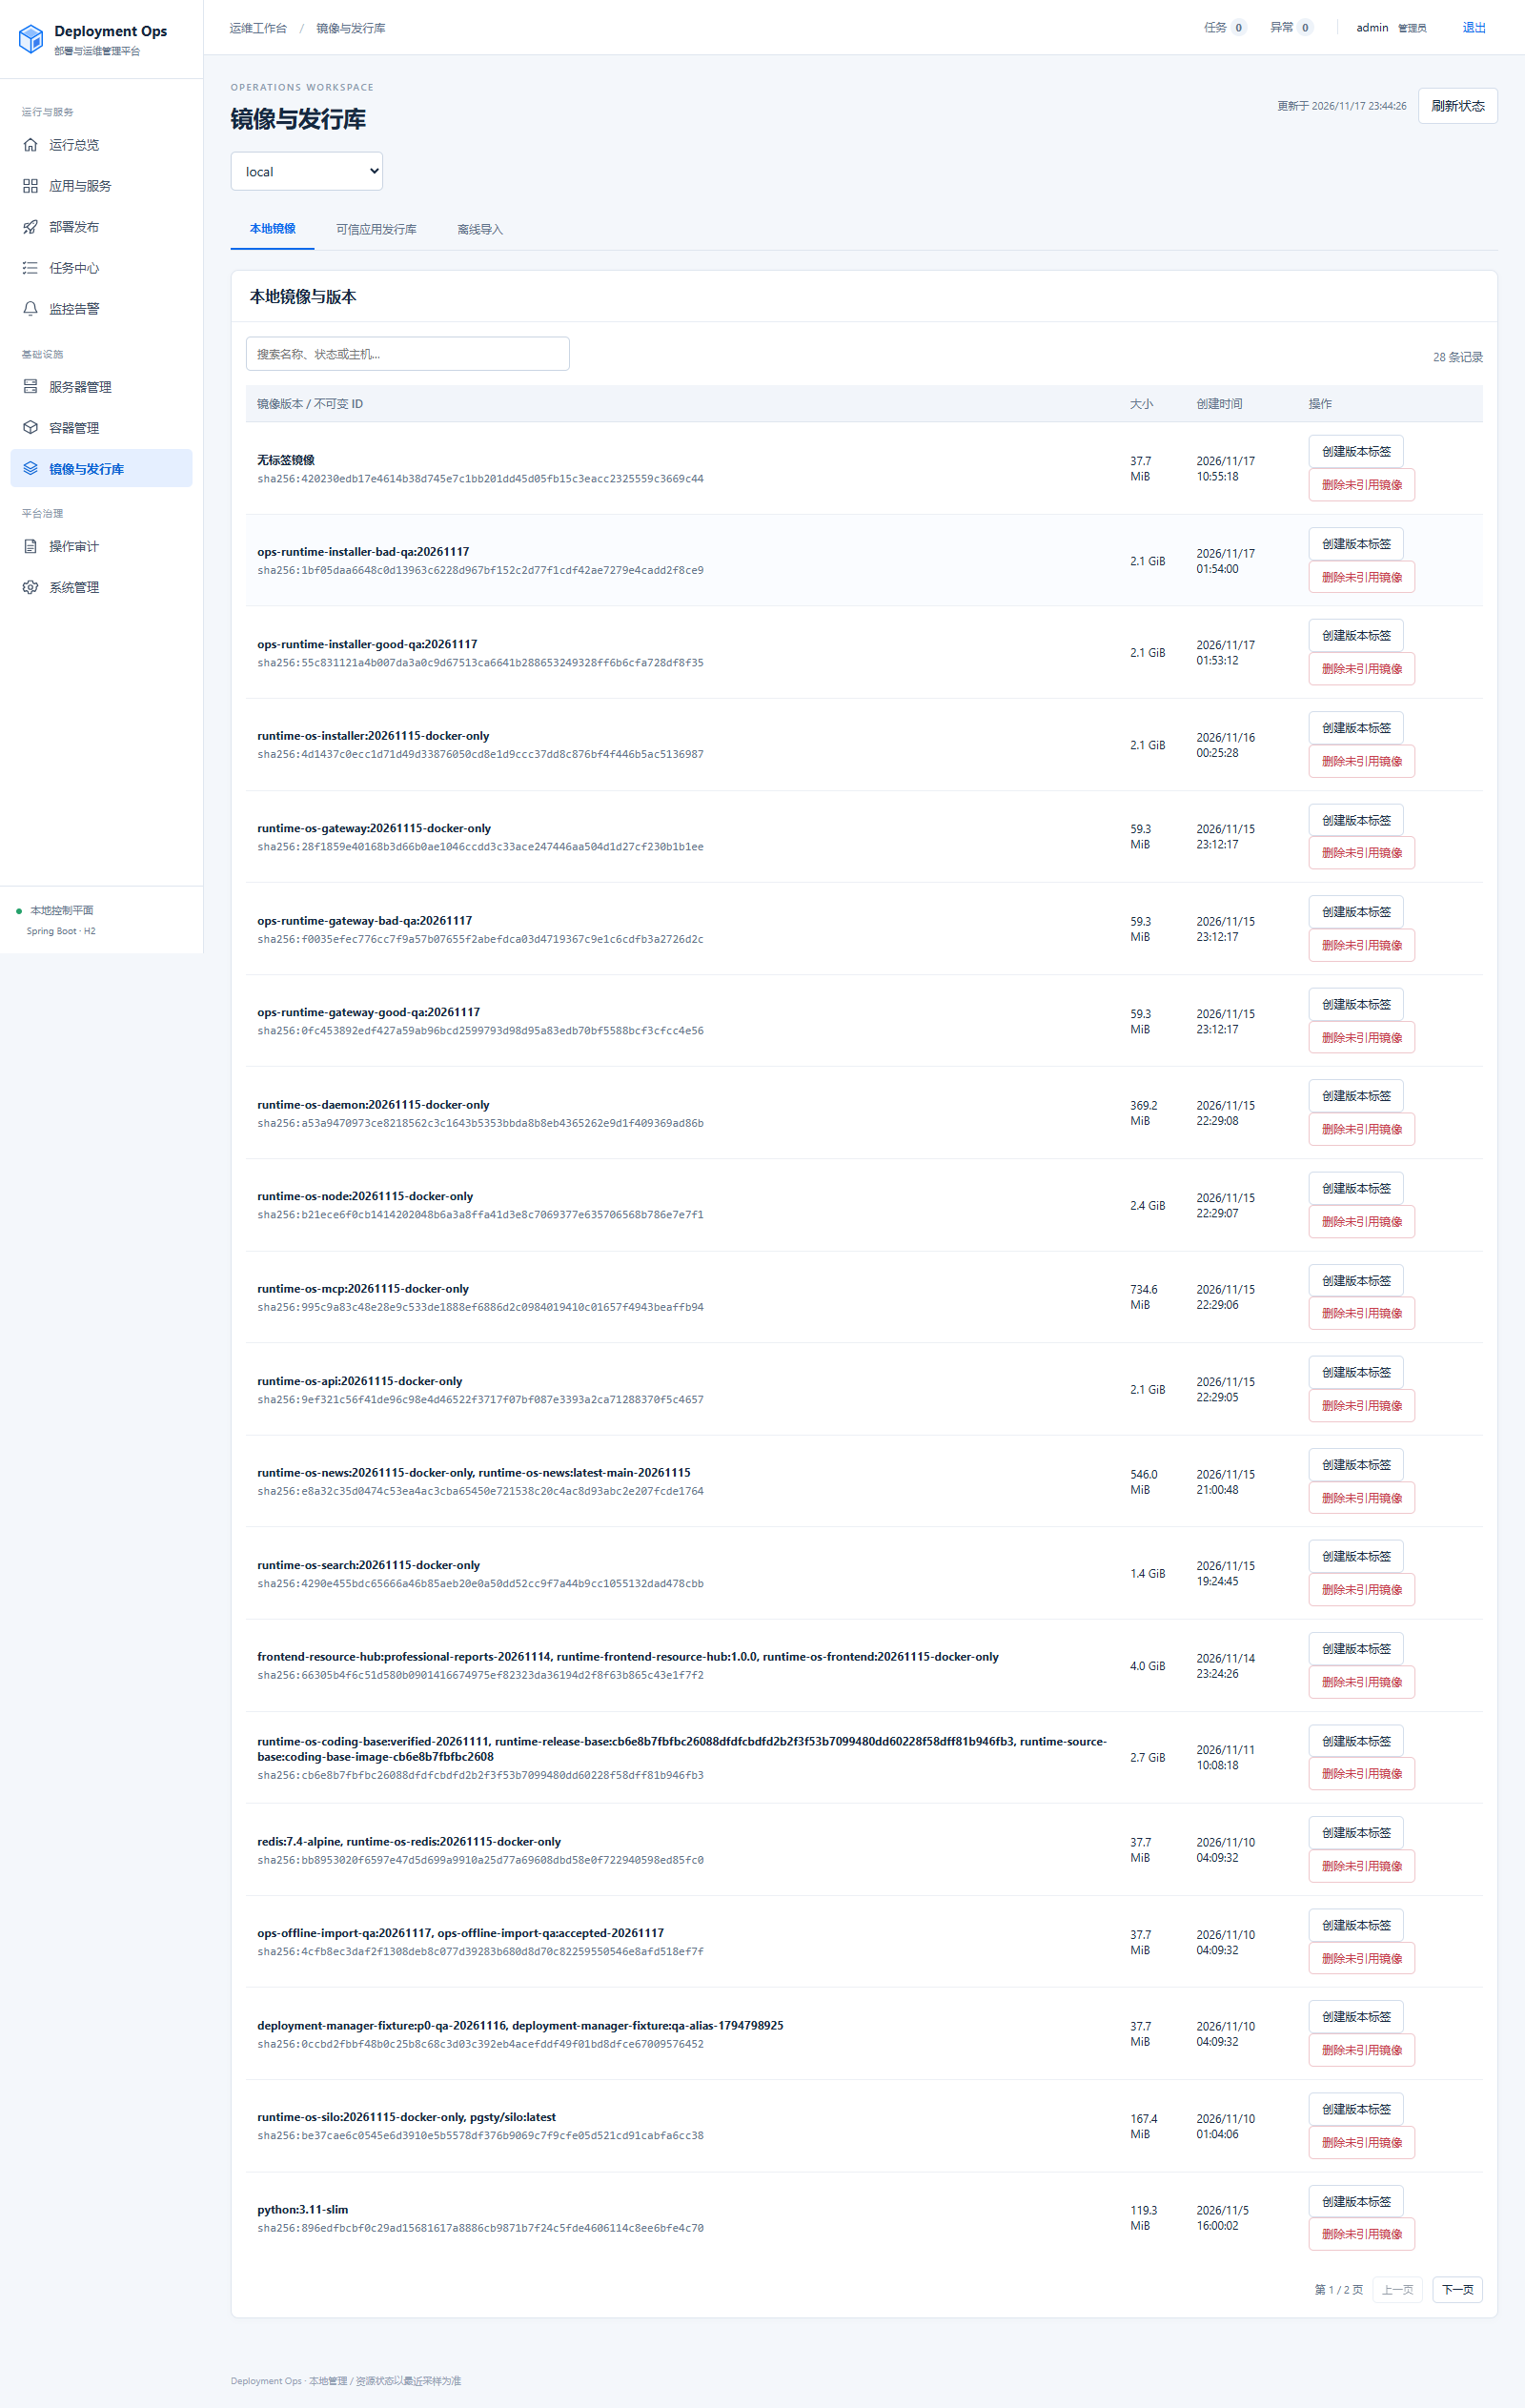 Deployment Ops
部署与运维管理平台
运行与服务
运行总览
应用与服务
部署发布
任务中心
监控告警
基础设施
服务器管理
容器管理
镜像与发行库
平台治理
操作审计
系统管理
本地控制平面
Spring Boot · H2
运维工作台 / 镜像与发行库
任务 0 异常 0 admin 管理员 退出
OPERATIONS WORKSPACE
镜像与发行库
更新于 2026/11/17 23:44:26 刷新状态
local
本地镜像 可信应用发行库 离线导入
本地镜像与版本
搜索名称、状态或主机...
28 条记录
镜像版本 / 不可变 ID 大小 创建时间 操作
无标签镜像
sha256:420230edb17e4614b38d745e7c1bb201dd45d05fb15c3eacc2325559c3669c44
37.7 MiB
2026/11/17 10:55:18
创建版本标签
删除未引用镜像
ops-runtime-installer-bad-qa:20261117
sha256:1bf05daa6648c0d13963c6228d967bf152c2d77f1cdf42ae7279e4cadd2f8ce9
2.1 GiB
2026/11/17 01:54:00
创建版本标签
删除未引用镜像
ops-runtime-installer-good-qa:20261117
sha256:55c831121a4b007da3a0c9d67513ca6641b288653249328ff6b6cfa728df8f35
2.1 GiB
2026/11/17 01:53:12
创建版本标签
删除未引用镜像
runtime-os-installer:20261115-docker-only
sha256:4d1437c0ecc1d71d49d33876050cd8e1d9ccc37dd8c876bf4f446b5ac5136987
2.1 GiB
2026/11/16 00:25:28
创建版本标签
删除未引用镜像
runtime-os-gateway:20261115-docker-only
sha256:28f1859e40168b3d66b0ae1046ccdd3c33ace247446aa504d1d27cf230b1b1ee
59.3 MiB
2026/11/15 23:12:17
创建版本标签
删除未引用镜像
ops-runtime-gateway-bad-qa:20261117
sha256:f0035efec776cc7f9a57b07655f2abefdca03d4719367c9e1c6cdfb3a2726d2c
59.3 MiB
2026/11/15 23:12:17
创建版本标签
删除未引用镜像
ops-runtime-gateway-good-qa:20261117
sha256:0fc453892edf427a59ab96bcd2599793d98d95a83edb70bf5588bcf3cfcc4e56
59.3 MiB
2026/11/15 23:12:17
创建版本标签
删除未引用镜像
runtime-os-daemon:20261115-docker-only
sha256:a53a9470973ce8218562c3c1643b5353bbda8b8eb4365262e9d1f409369ad86b
369.2 MiB
2026/11/15 22:29:08
创建版本标签
删除未引用镜像
runtime-os-node:20261115-docker-only
sha256:b21ece6f0cb1414202048b6a3a8ffa41d3e8c7069377e635706568b786e7e7f1
2.4 GiB
2026/11/15 22:29:07
创建版本标签
删除未引用镜像
runtime-os-mcp:20261115-docker-only
sha256:995c9a83c48e28e9c533de1888ef6886d2c0984019410c01657f4943beaffb94
734.6 MiB
2026/11/15 22:29:06
创建版本标签
删除未引用镜像
runtime-os-api:20261115-docker-only
sha256:9ef321c56f41de96c98e4d46522f3717f07bf087e3393a2ca71288370f5c4657
2.1 GiB
2026/11/15 22:29:05
创建版本标签
删除未引用镜像
runtime-os-news:20261115-docker-only, runtime-os-news:latest-main-20261115
sha256:e8a32c35d0474c53ea4ac3cba65450e721538c20c4ac8d93abc2e207fcde1764
546.0 MiB
2026/11/15 21:00:48
创建版本标签
删除未引用镜像
runtime-os-search:20261115-docker-only
sha256:4290e455bdc65666a46b85aeb20e0a50dd52cc9f7a44b9cc1055132dad478cbb
1.4 GiB
2026/11/15 19:24:45
创建版本标签
删除未引用镜像
frontend-resource-hub:professional-reports-20261114, runtime-frontend-resource-hub:1.0.0, runtime-os-frontend:20261115-docker-only
sha256:66305b4f6c51d580b0901416674975ef82323da36194d2f8f63b865c43e1f7f2
4.0 GiB
2026/11/14 23:24:26
创建版本标签
删除未引用镜像
runtime-os-coding-base:verified-20261111, runtime-release-base:cb6e8b7fbfbc26088dfdfcbdfd2b2f3f53b7099480dd60228f58dff81b946fb3, runtime-source-
base:coding-base-image-cb6e8b7fbfbc2608
sha256:cb6e8b7fbfbc26088dfdfcbdfd2b2f3f53b7099480dd60228f58dff81b946fb3
2.7 GiB
2026/11/11 10:08:18
创建版本标签
删除未引用镜像
redis:7.4-alpine, runtime-os-redis:20261115-docker-only
sha256:bb8953020f6597e47d5d699a9910a25d77a69608dbd58e0f722940598ed85fc0
37.7 MiB
2026/11/10 04:09:32
创建版本标签
删除未引用镜像
ops-offline-import-qa:20261117, ops-offline-import-qa:accepted-20261117
sha256:4cfb8ec3daf2f1308deb8c077d39283b680d8d70c82259550546e8afd518ef7f
37.7 MiB
2026/11/10 04:09:32
创建版本标签
删除未引用镜像
deployment-manager-fixture:p0-qa-20261116, deployment-manager-fixture:qa-alias-1794798925
sha256:0ccbd2fbbf48b0c25b8c68c3d03c392eb4acefddf49f01bd8dfce67009576452
37.7 MiB
2026/11/10 04:09:32
创建版本标签
删除未引用镜像
runtime-os-silo:20261115-docker-only, pgsty/silo:latest
sha256:be37cae6c0545e6d3910e5b5578df376b9069c7f9cfe05d521cd91cabfa6cc38
167.4 MiB
2026/11/10 01:04:06
创建版本标签
删除未引用镜像
python:3.11-slim
sha256:896edfbcbf0c29ad15681617a8886cb9871b7f24c5fde4606114c8ee6bfe4c70
119.3 MiB
2026/11/5 16:00:02
创建版本标签
删除未引用镜像
第 1 / 2 页 上一页 下一页
Deployment Ops · 本地管理 / 资源状态以最近采样为准